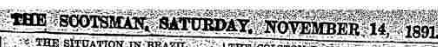 THE SCOTSMAN, SATURDAY, NOVEMBER 14, 1891
THE SITUATION IN BRAZIL